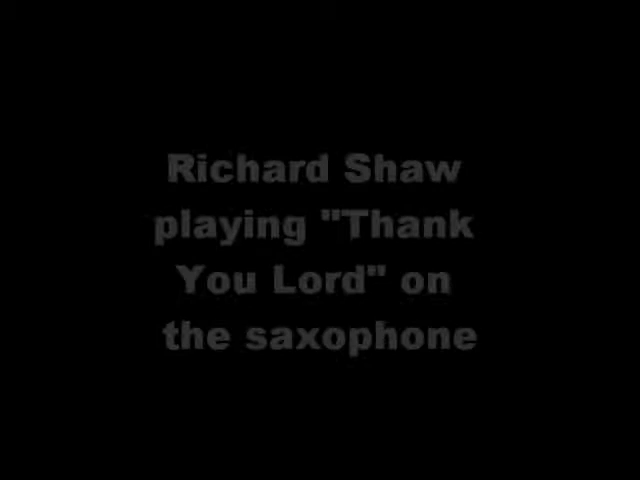 Richard Shaw
playing "Thank
You Lord" on
the saxophone